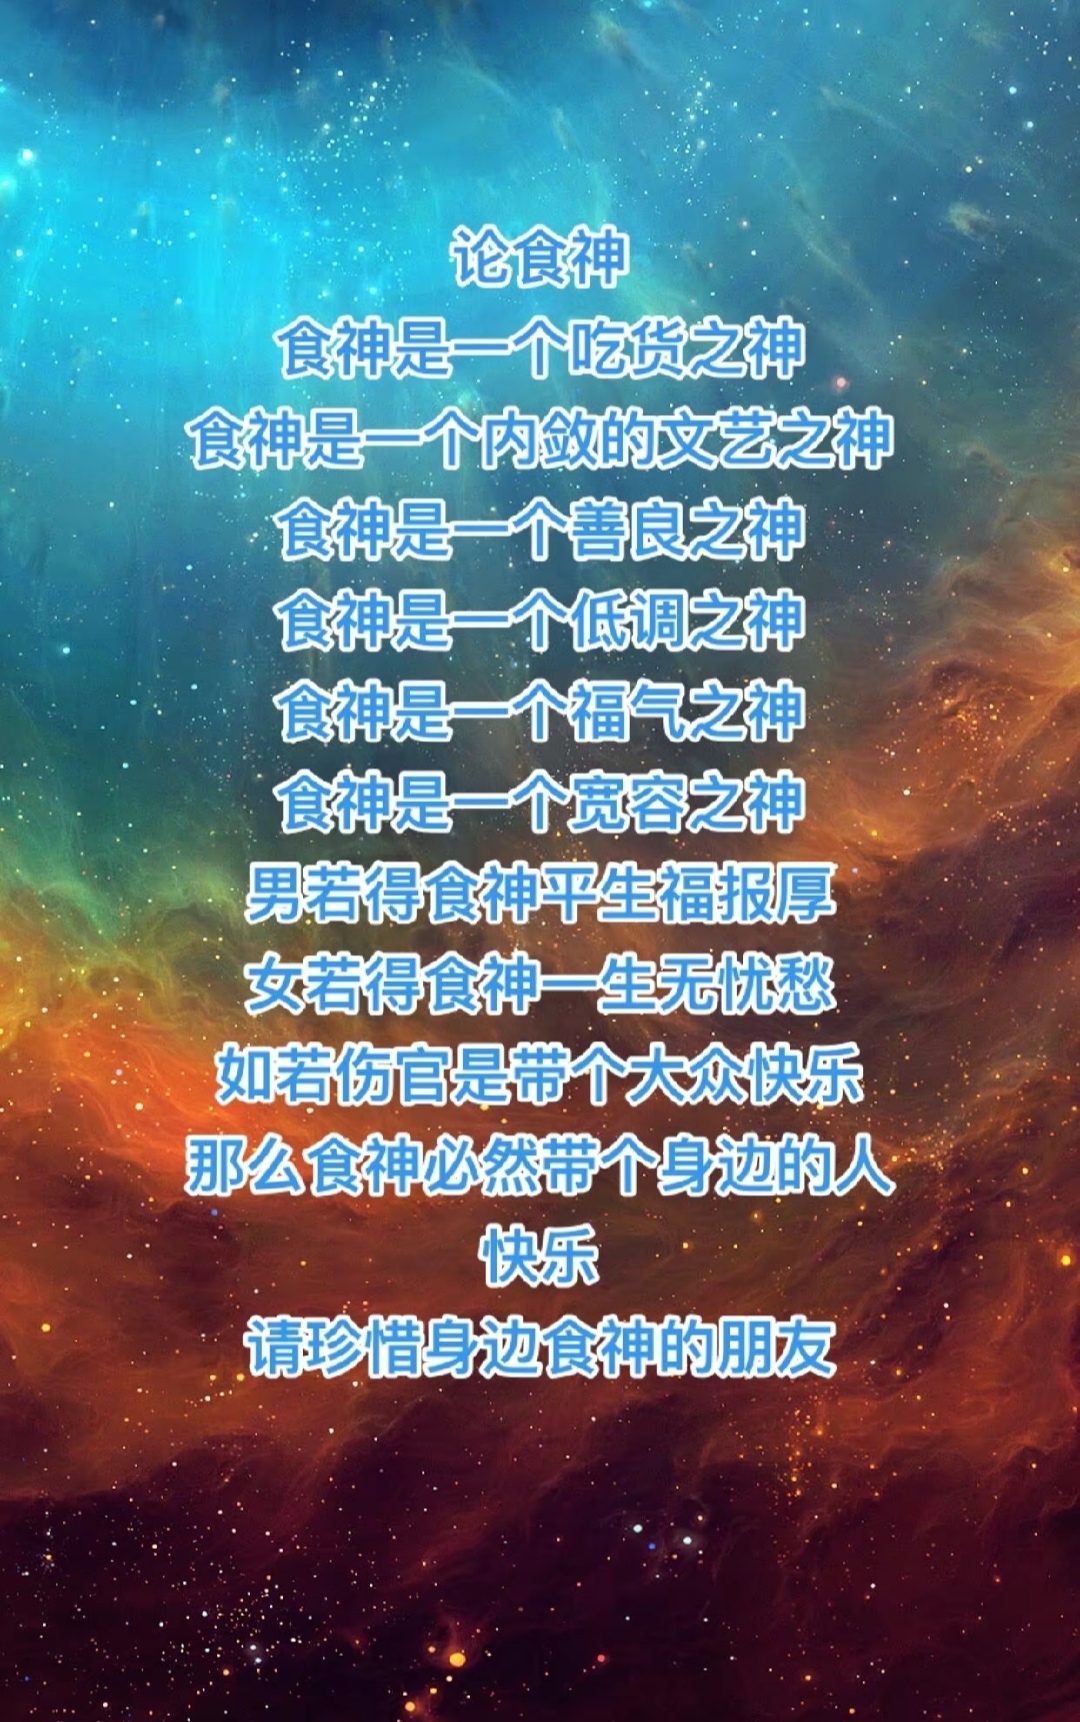 论食神
食神是一个吃货之神
食神是一个内敛的文艺之神
食神是一个善良之神
食神是一个低调之神
食神是一个福气之神
食神是一个宽容之神
男若得食神平生福报厚
女若得食神一生无忧愁
如若伤官是带个大众快乐
那么食神必然带个身边的人
快乐
请珍惜身边食神的朋友